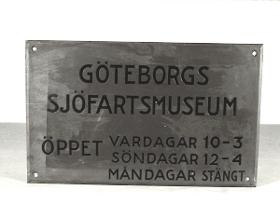 GÖTEBORGS
SJÖFARTSMUSEUM
ÖPPET VARDAGAR 10-3
SÖNDAGAR 12-4
MÅNDAGAR STÄNGT